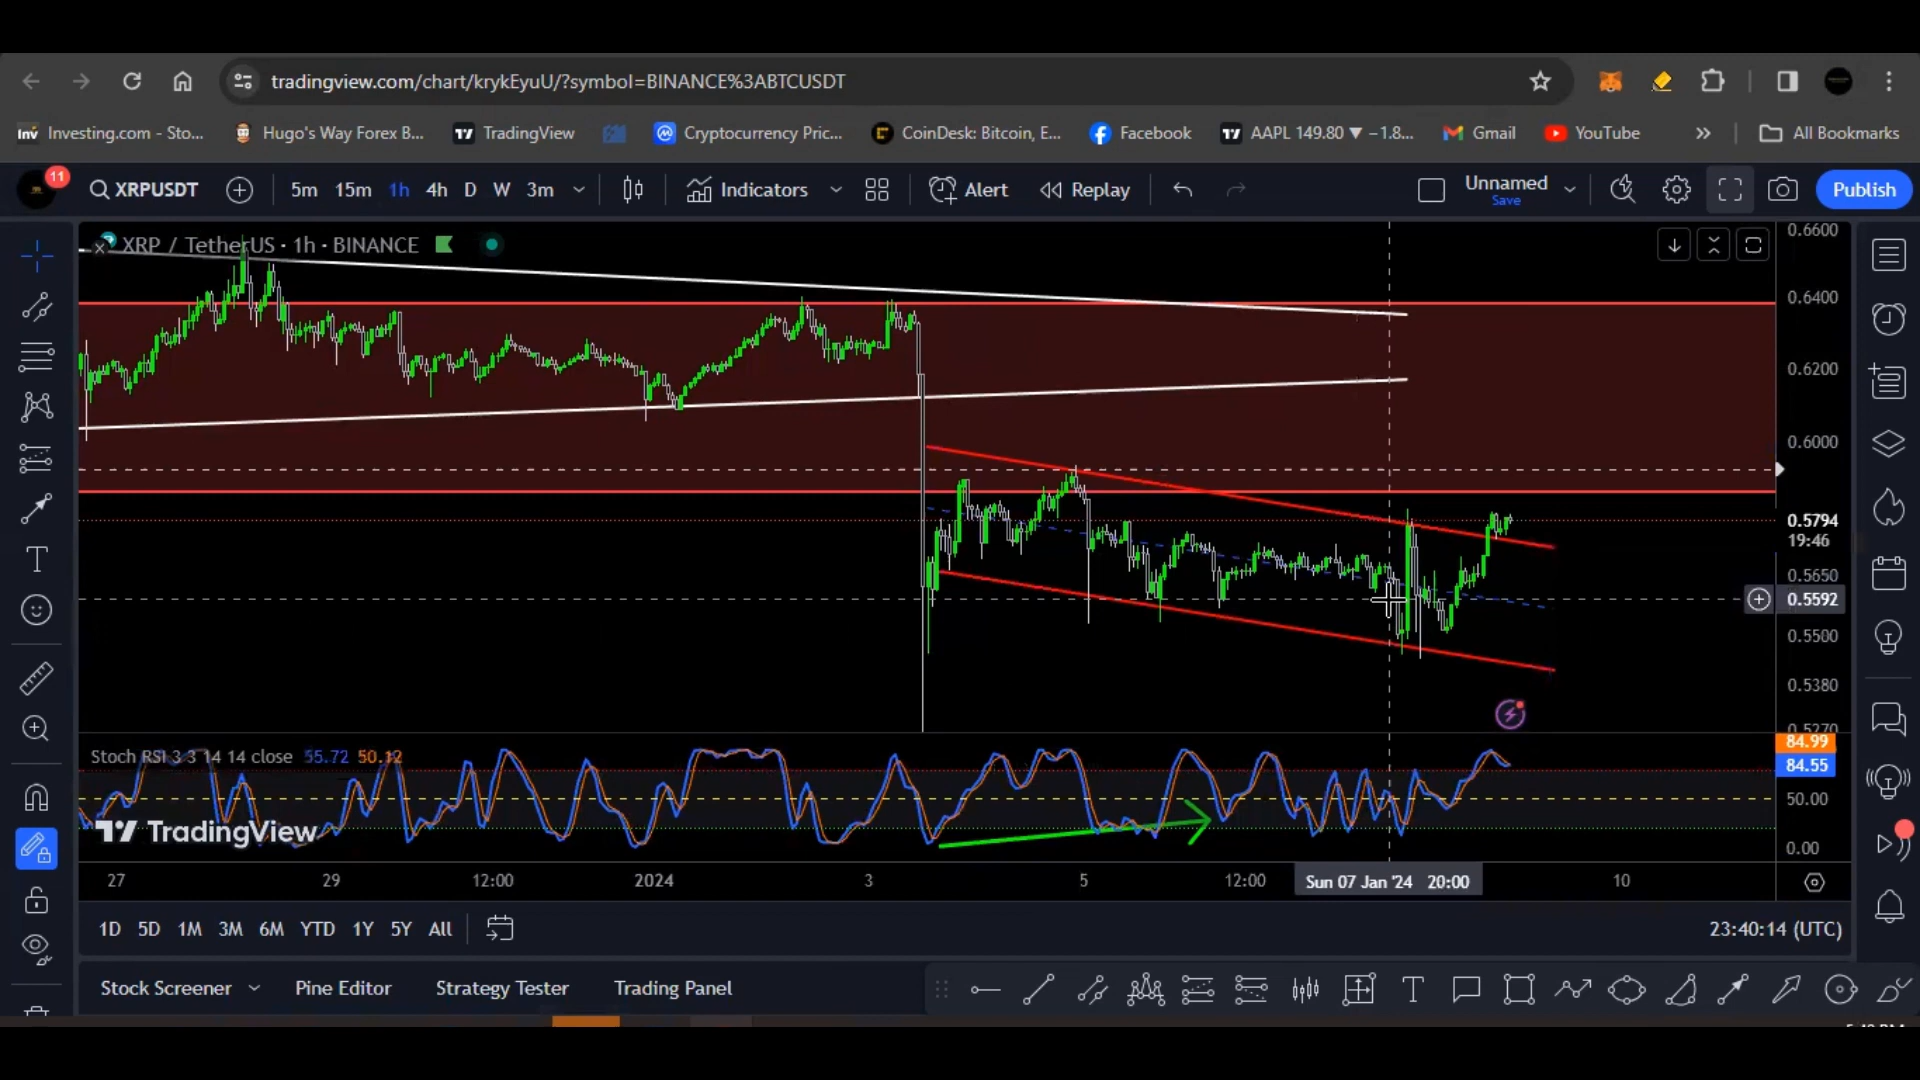 tradingview.com/chart/krykEyuU/?symbol=BINANCE%3ABTCUSDT
Inv Investing.com - Sto... Hugo's Way Forex B... TradingView Cryptocurrency Pric... CoinDesk: Bitcoin, E... Facebook AAPL 149.80 ▼ −1.8... Gmail YouTube » All Bookmarks
11 XRPUSDT 5m 15m 1h 4h D W 3m Indicators Alert Replay Unnamed Save Publish
XRP / TetherUS · 1h · BINANCE
0.6600
0.6400
0.6200
0.6000
0.5794
19:46
0.5650
0.5592
0.5500
0.5380
0.5270
Stoch RSI 3 3 14 14 close 55.72 50.12
84.99
84.55
50.00
0.00
TradingView
27 29 12:00 2024 3 5 12:00 Sun 07 Jan '24 20:00 10
1D 5D 1M 3M 6M YTD 1Y 5Y All 23:40:14 (UTC)
Stock Screener Pine Editor Strategy Tester Trading Panel